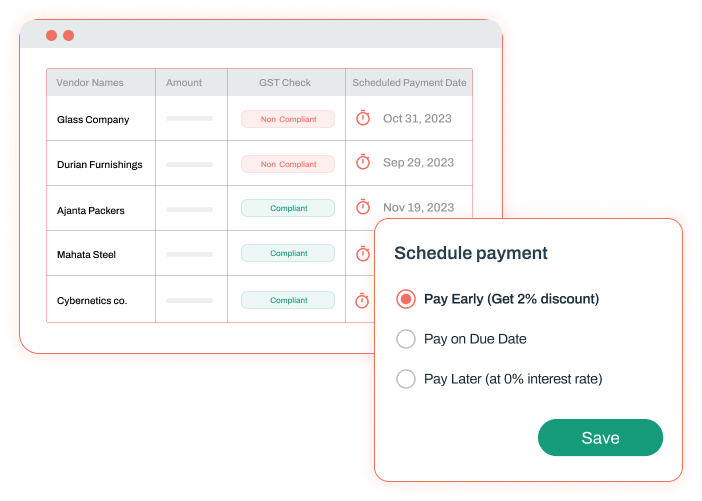 Vendor Names Amount GST Check Scheduled Payment Date
Glass Company Non Compliant Oct 31, 2023
Durian Furnishings Non Compliant Sep 29, 2023
Ajanta Packers Compliant Nov 19, 2023
Mahata Steel Compliant
Cybernetics co. Compliant
Schedule payment
Pay Early (Get 2% discount)
Pay on Due Date
Pay Later (at 0% interest rate)
Save